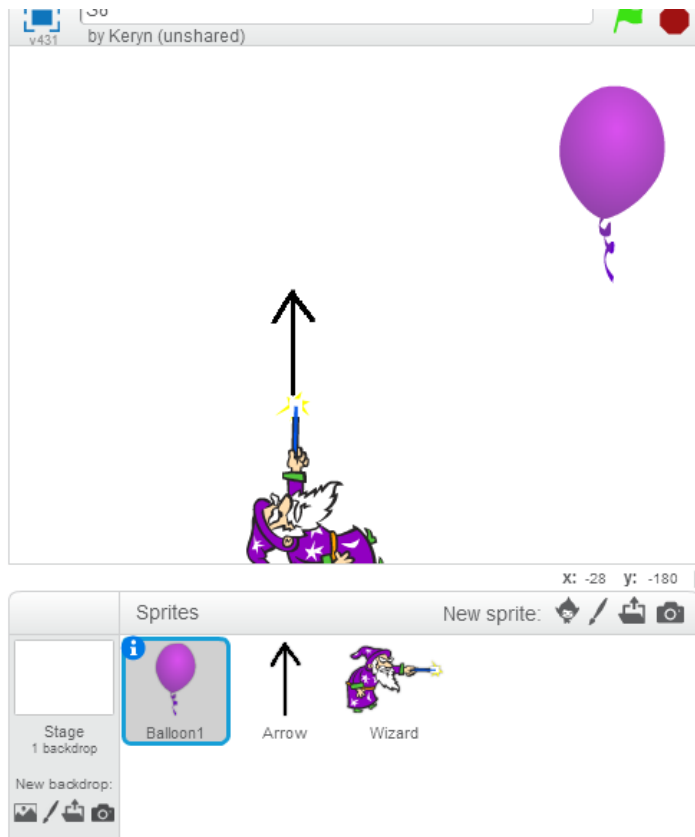 v431
by Keryn (unshared)
X: -28 y: -180
Sprites
New sprite:
Balloon1
Arrow
Wizard
Stage
1 backdrop
New backdrop: